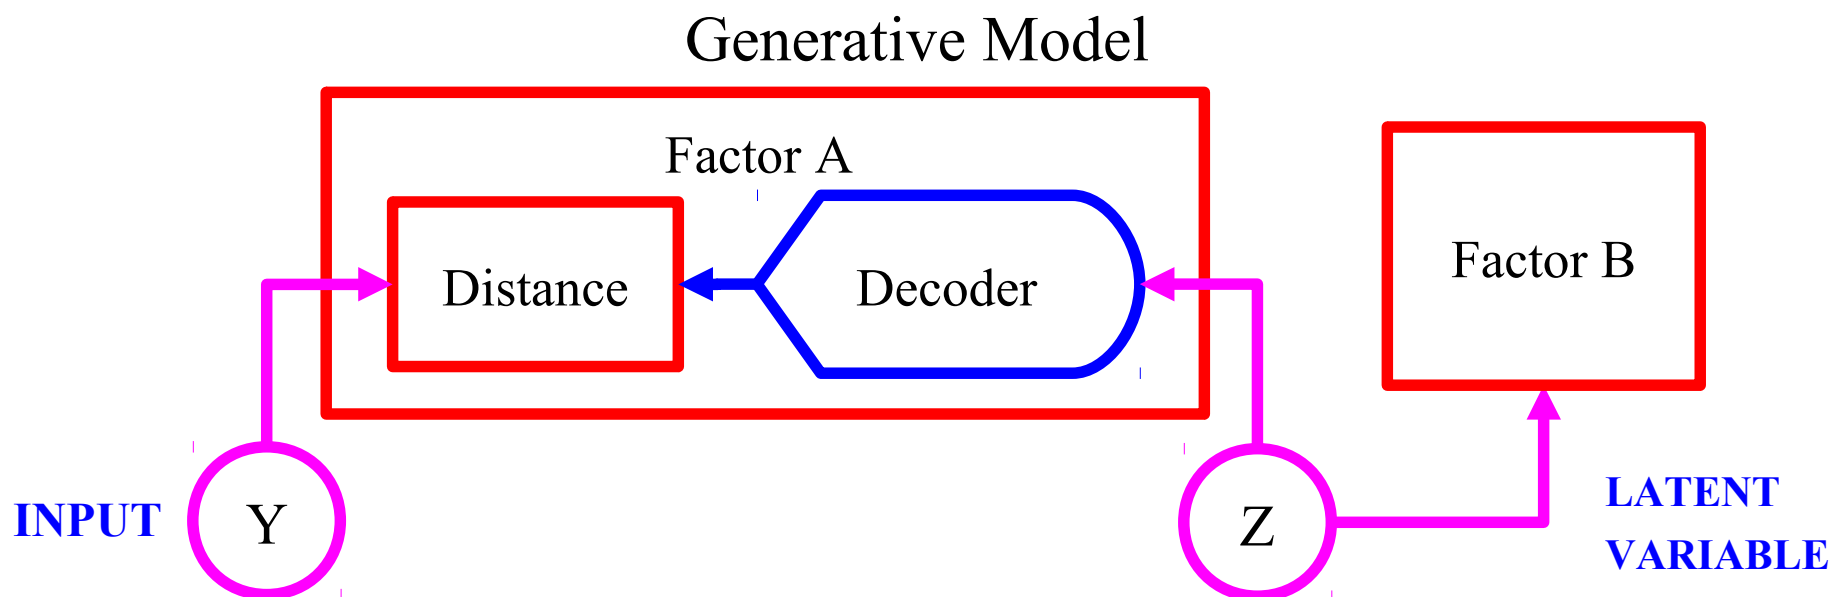 Generative Model
Factor A
Distance
Decoder
Factor B
INPUT
Y
Z
LATENT
VARIABLE